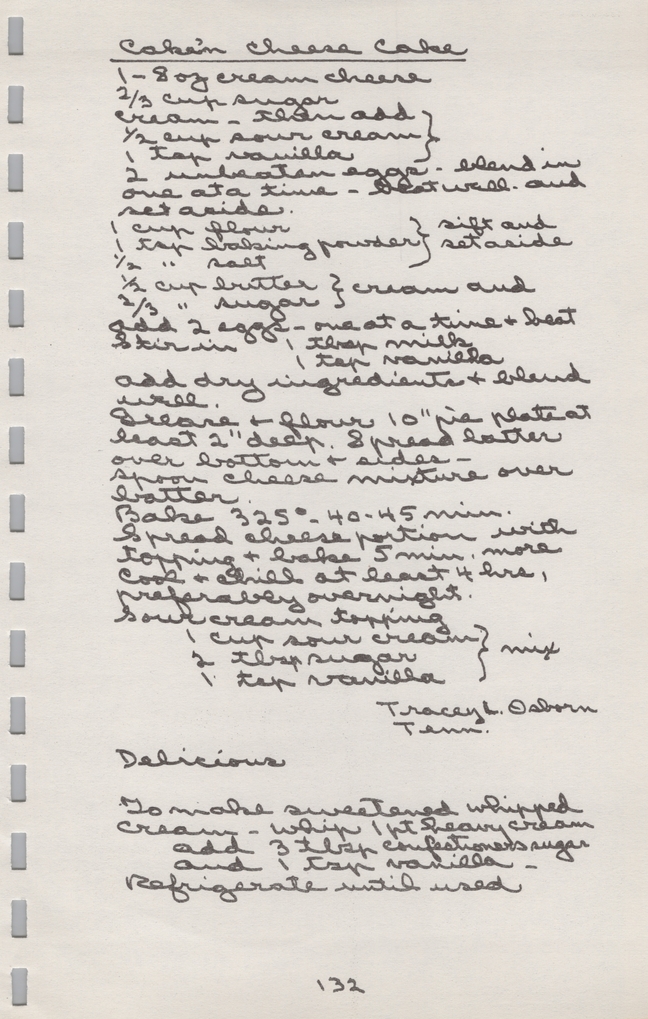 Cake'n Cheese Cake
1 - 8 oz cream cheese
2/3 cup sugar
cream - then add }
1/2 cup sour cream }
1 tsp vanilla }
2 unbeaten eggs - blend in
one at a time - Beat well and
set aside.
1 cup flour } sift and
1 tsp baking powder } set aside
1/2 " salt
1/2 cup butter } cream and
2/3 " sugar }
add 2 eggs - one at a time + beat
Stir in 1 tbsp milk
1 tsp vanilla
add dry ingredients + blend
well.
Grease + flour 10" pie plate at
least 2" deep. Spread batter
over bottom + sides -
spoon cheese mixture over
batter.
Bake 325° - 40-45 min.
Spread cheese portion with
topping + bake 5 min. more
Cool + chill at least 4 hrs,
preferably overnight.
Sour cream topping
1 cup sour cream }
2 tbsp sugar } mix
1 tsp vanilla }
Tracey L. Osborn
Tenn.
Delicious
To make sweetened whipped
cream - whip 1 pt heavy cream
add 3 tbsp confectioners sugar
and 1 tsp vanilla -
Refrigerate until used
132